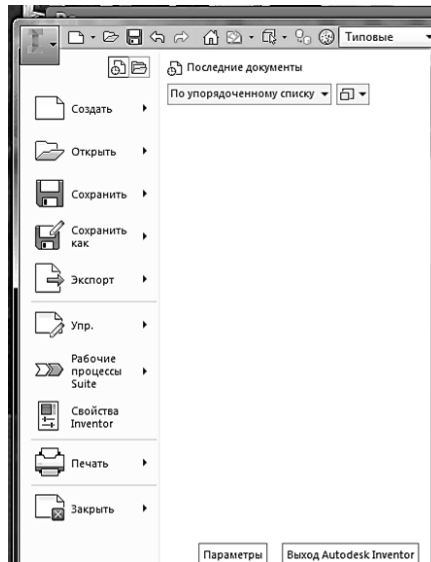 Типовые
Последние документы
По упорядоченному списку
Создать
Открыть
Сохранить
Сохранить
как
Экспорт
Упр.
Рабочие
процессы
Suite
Свойства
Inventor
Печать
Закрыть
Параметры
Выход Autodesk Inventor